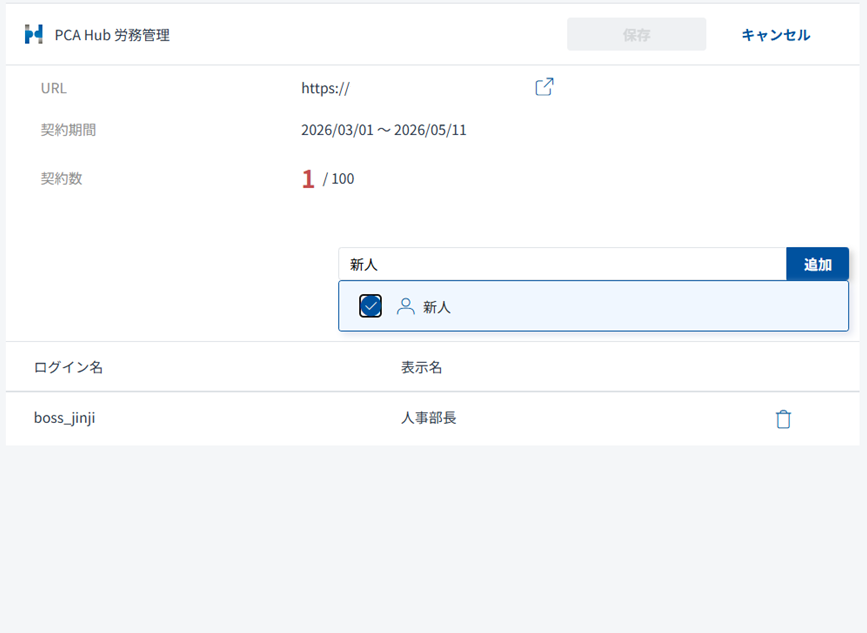 PCA Hub 労務管理
保存
キャンセル
URL
https://
契約期間
2026/03/01 ～ 2026/05/11
契約数
1 / 100
新人
追加
新人
ログイン名
表示名
boss_jinji
人事部長